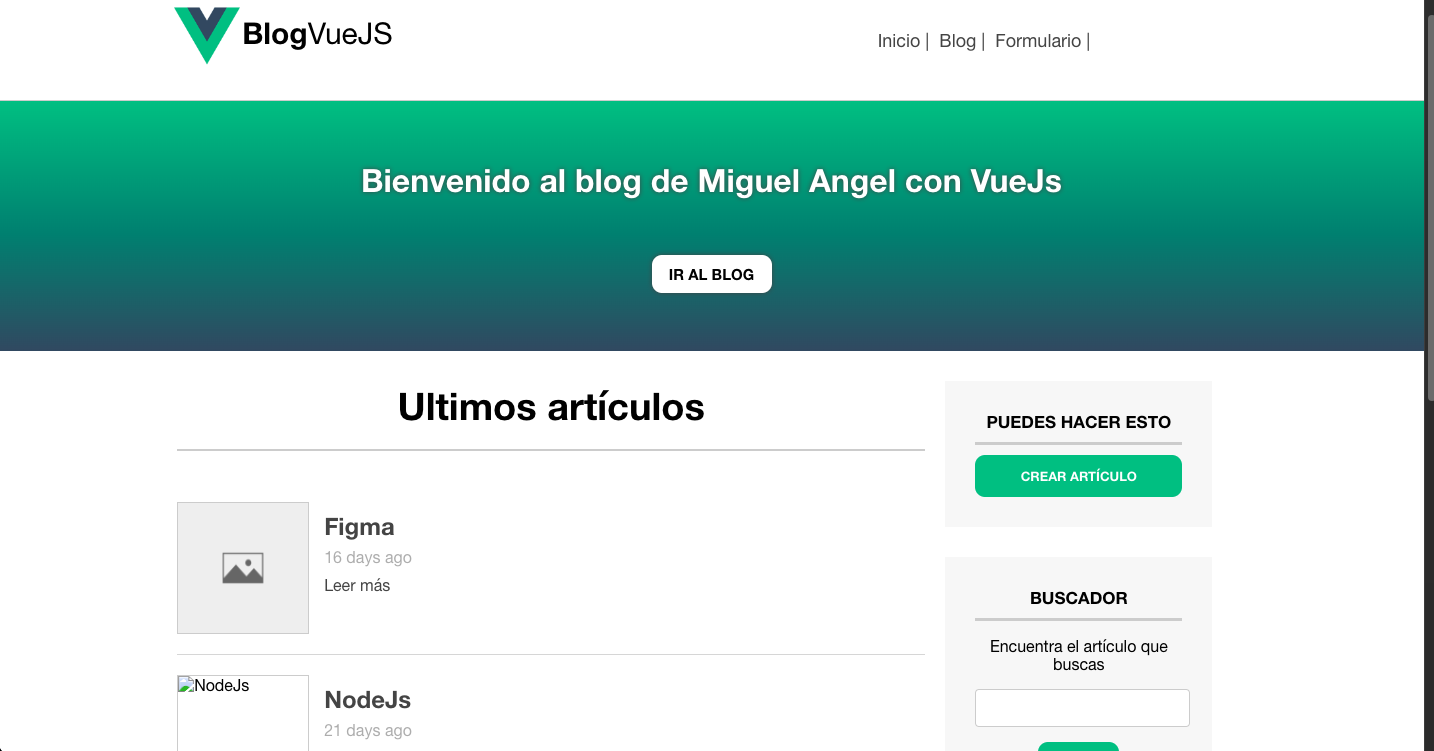 BlogVueJS
Inicio | Blog | Formulario |
Bienvenido al blog de Miguel Angel con VueJs
IR AL BLOG
Ultimos artículos
Figma
16 days ago
Leer más
NodeJs
NodeJs
21 days ago
PUEDES HACER ESTO
CREAR ARTÍCULO
BUSCADOR
Encuentra el artículo que
buscas